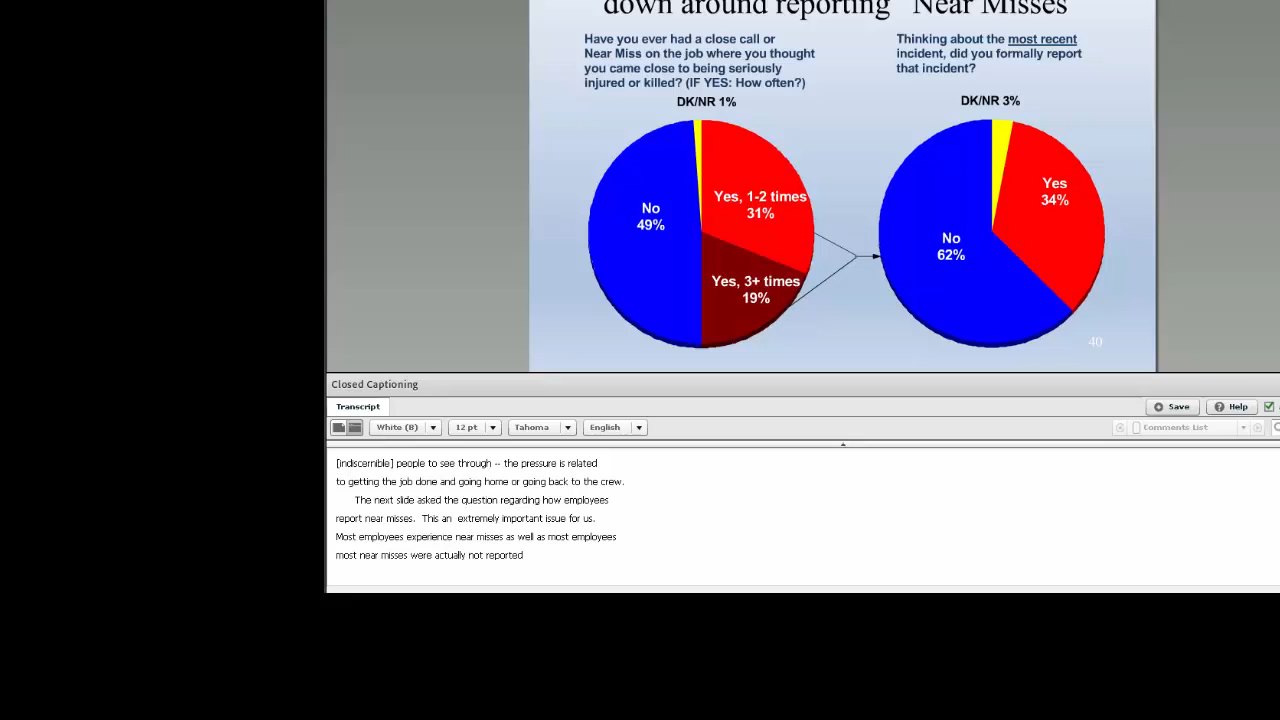 down around reporting "Near Misses"
Have you ever had a close call or
Near Miss on the job where you thought
you came close to being seriously
injured or killed? (IF YES: How often?)
DK/NR 1%
No
49%
Yes, 1-2 times
31%
Yes, 3+ times
19%
Thinking about the most recent
incident, did you formally report
that incident?
DK/NR 3%
Yes
34%
No
62%
40
Closed Captioning
Transcript
Save
Help
White (8)
12 pt
Tahoma
English
Comments List
[Indiscernible] people to see through -- the pressure is related
to getting the job done and going home or going back to the crew.
The next slide asked the question regarding how employees
report near misses.  This an  extremely important issue for us.
Most employees experience near misses as well as most employees
most near misses were actually not reported